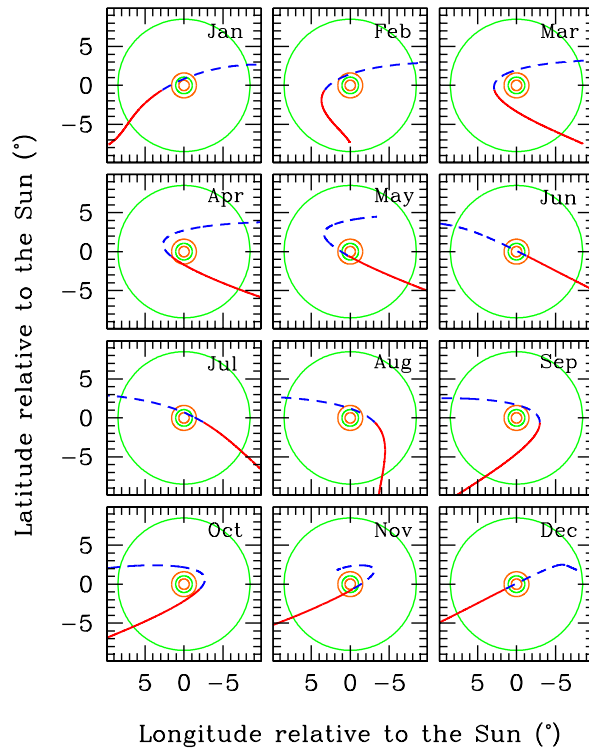 Jan Feb Mar
5
0
-5
Apr May Jun
5
0
-5
Jul Aug Sep
5
0
-5
Oct Nov Dec
5
0
-5
5 0 -5 5 0 -5 5 0 -5
Latitude relative to the Sun (°)
Longitude relative to the Sun (°)